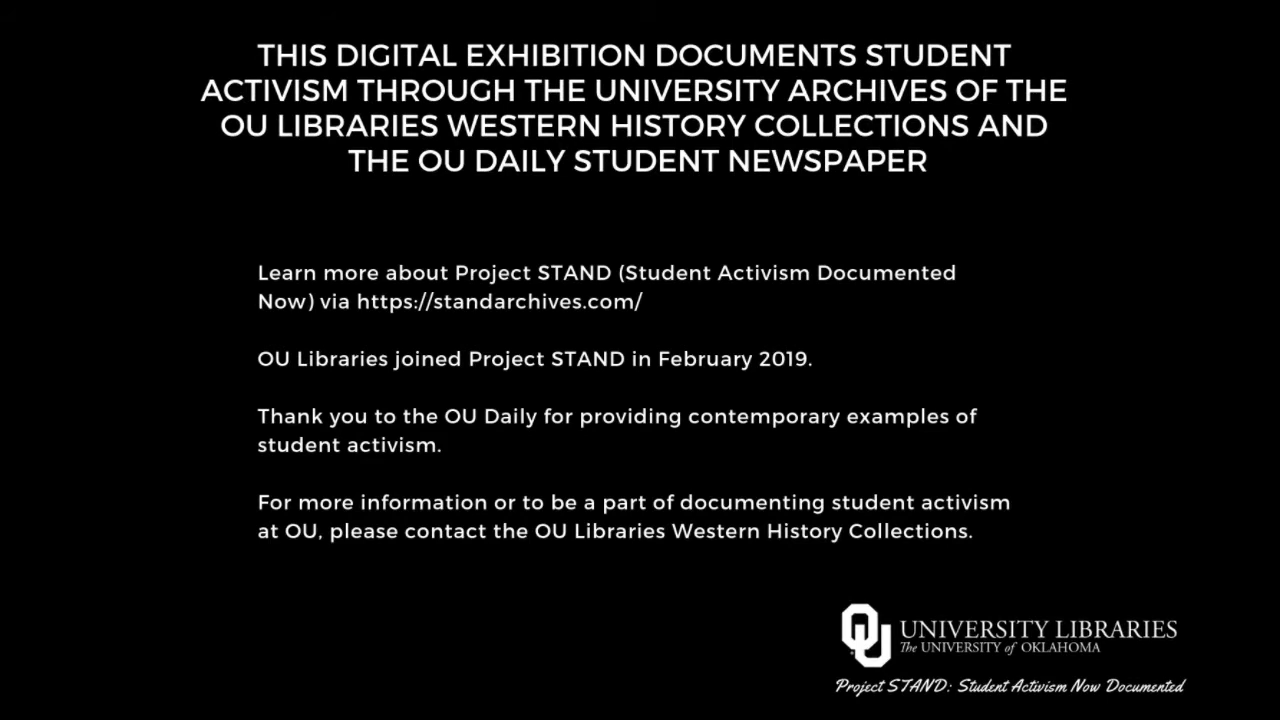 THIS DIGITAL EXHIBITION DOCUMENTS STUDENT
ACTIVISM THROUGH THE UNIVERSITY ARCHIVES OF THE
OU LIBRARIES WESTERN HISTORY COLLECTIONS AND
THE OU DAILY STUDENT NEWSPAPER
Learn more about Project STAND (Student Activism Documented
Now) via https://standarchives.com/
OU Libraries joined Project STAND in February 2019.
Thank you to the OU Daily for providing contemporary examples of
student activism.
For more information or to be a part of documenting student activism
at OU, please contact the OU Libraries Western History Collections.
OU UNIVERSITY LIBRARIES
The UNIVERSITY of OKLAHOMA
Project STAND: Student Activism Now Documented